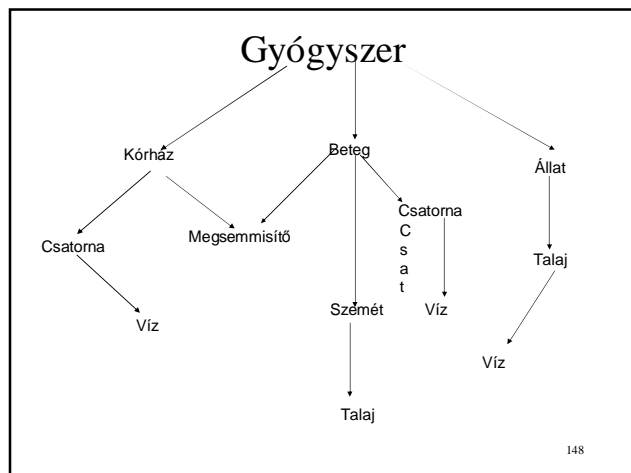 Gyógyszer
Kórház
Beteg
Állat
Csatorna
Megsemmisítő
Csatorna
C
s
a
t
Talaj
Víz
Szemét
Víz
Víz
Talaj
148